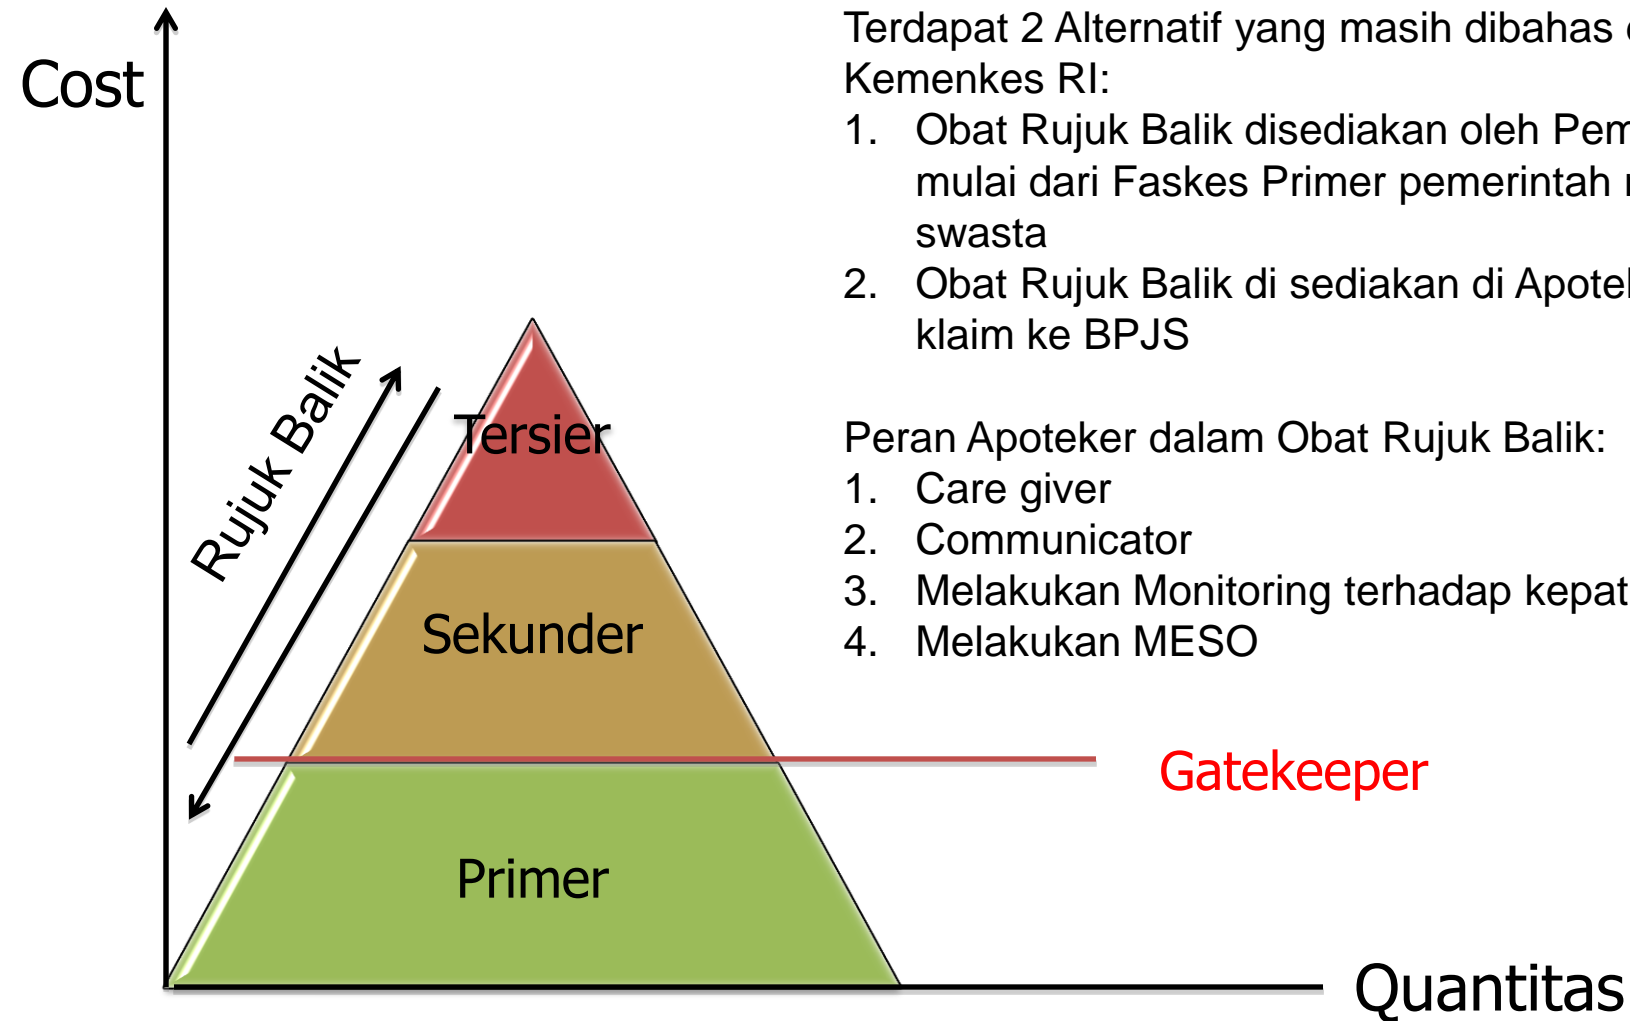 Cost
Terdapat 2 Alternatif yang masih dibahas
Kemenkes RI:
1. Obat Rujuk Balik disediakan oleh
mulai dari Faskes Primer pemerintah
swasta
2. Obat Rujuk Balik di sediakan di
klaim ke BPJS
Peran Apoteker dalam Obat Rujuk Balik:
1. Care giver
2. Communicator
3. Melakukan Monitoring terhadap
4. Melakukan MESO
Rujuk Balik
Tersier
Sekunder
Gatekeeper
Primer
Quantitas